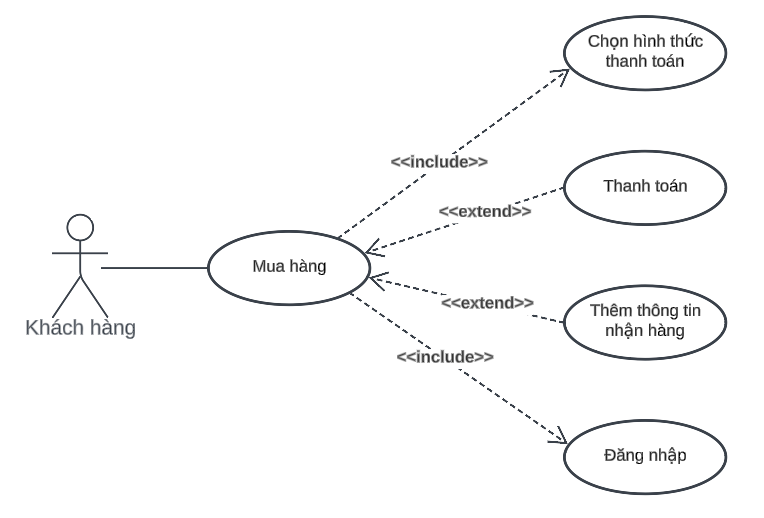 Chọn hình thức
thanh toán
<<include>>
Thanh toán
<<extend>>
Mua hàng
<<extend>>
Thêm thông tin
nhận hàng
Khách hàng
<<include>>
Đăng nhập